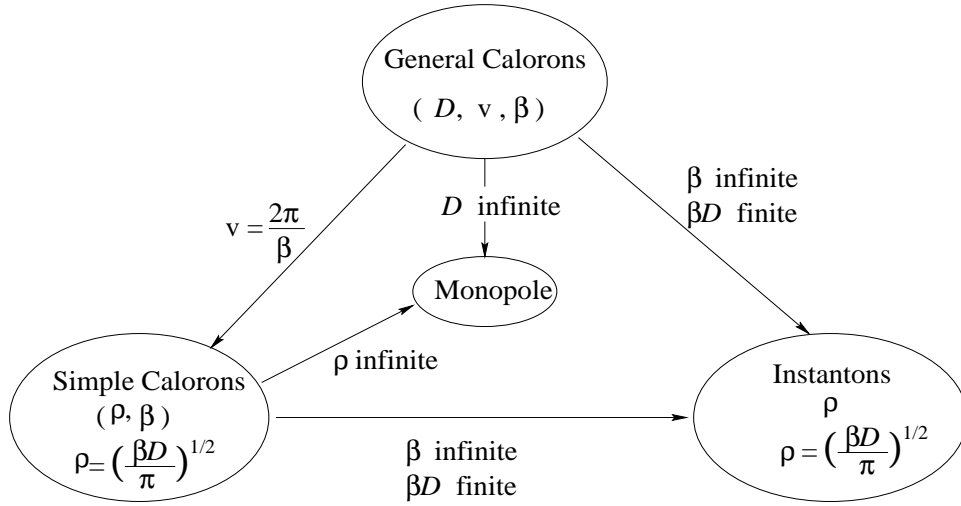 General Calorons
( D, v , β )
β infinite
βD finite
D infinite
v = 2π/β
Monopole
ρ infinite
Simple Calorons
( ρ, β )
ρ= (βD/π)^1/2
Instantons
ρ
ρ = (βD/π)^1/2
β infinite
βD finite